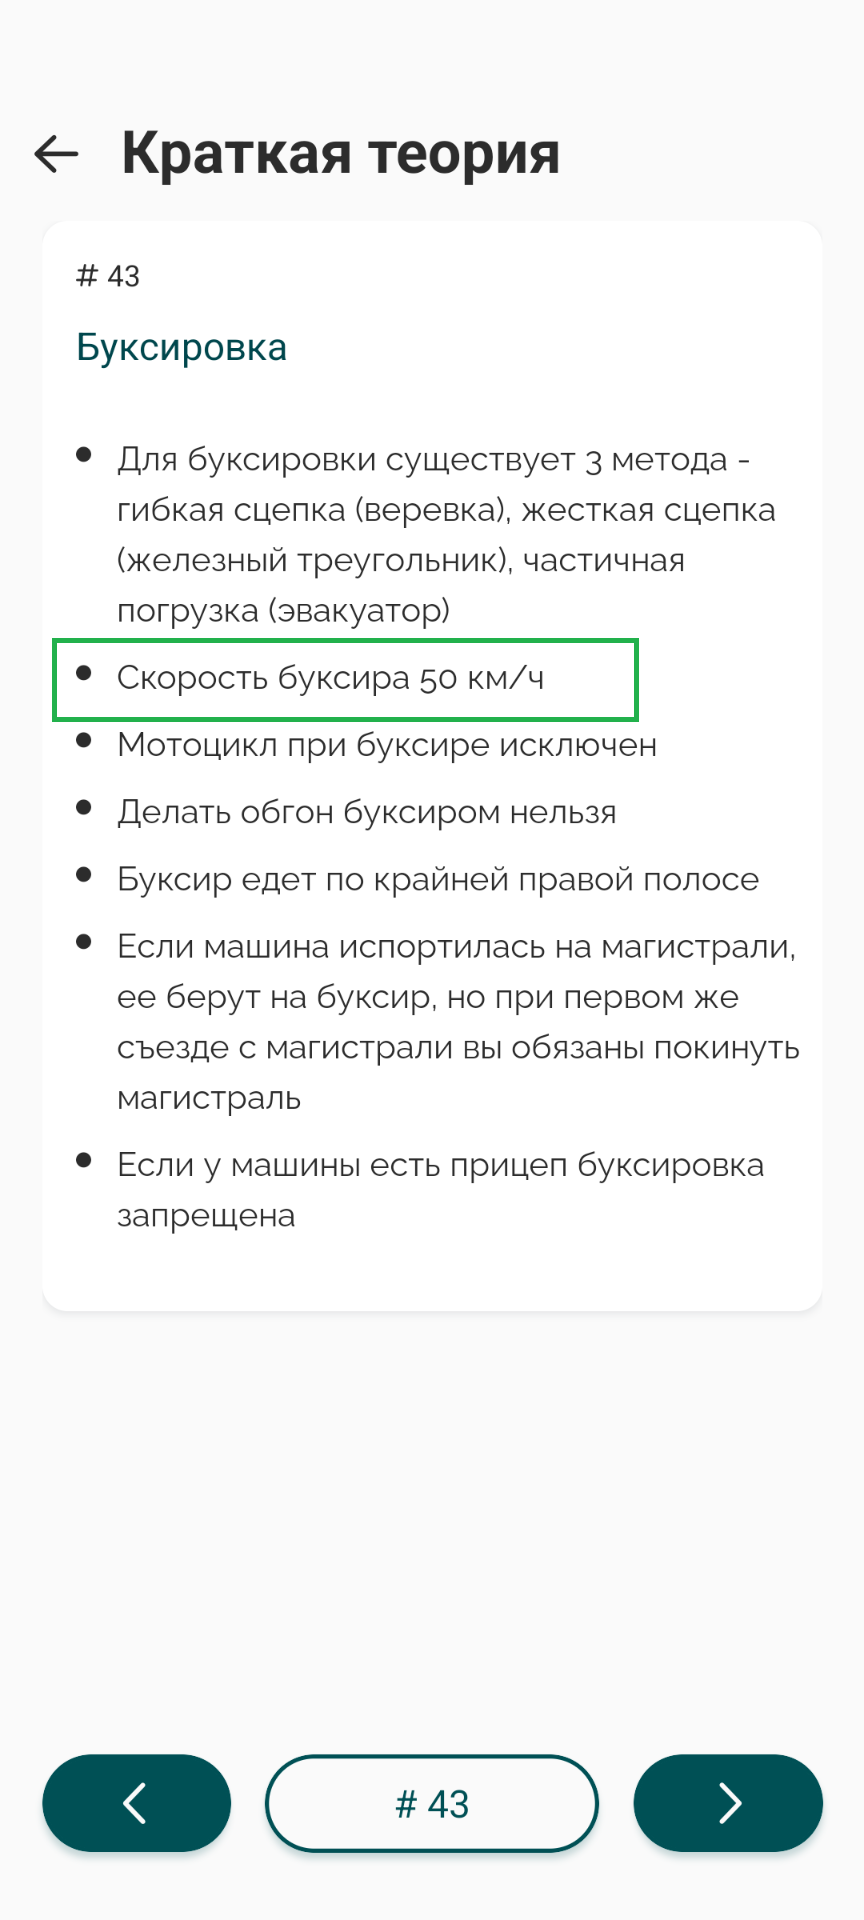 Краткая теория
# 43
Буксировка
Для буксировки существует 3 метода -
гибкая сцепка (веревка), жесткая сцепка
(железный треугольник), частичная
погрузка (эвакуатор)
Скорость буксира 50 км/ч
Мотоцикл при буксире исключен
Делать обгон буксиром нельзя
Буксир едет по крайней правой полосе
Если машина испортилась на магистрали,
ее берут на буксир, но при первом же
съезде с магистрали вы обязаны покинуть
магистраль
Если у машины есть прицеп буксировка
запрещена
# 43